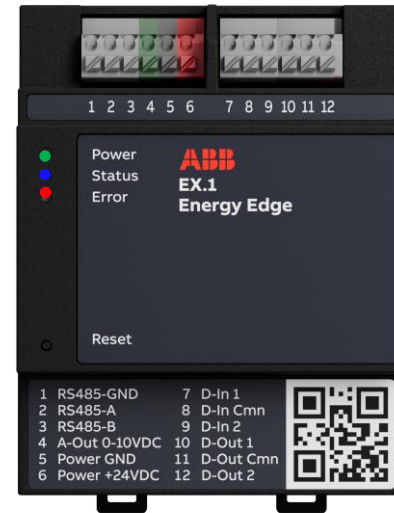 1 2 3 4 5 6 7 8 9 10 11 12
Power
Status
Error
ABB
EX.1
Energy Edge
Reset
1 RS485-GND
2 RS485-A
3 RS485-B
4 A-Out 0-10VDC
5 Power GND
6 Power +24VDC
7 D-In 1
8 D-In Cmn
9 D-In 2
10 D-Out 1
11 D-Out Cmn
12 D-Out 2